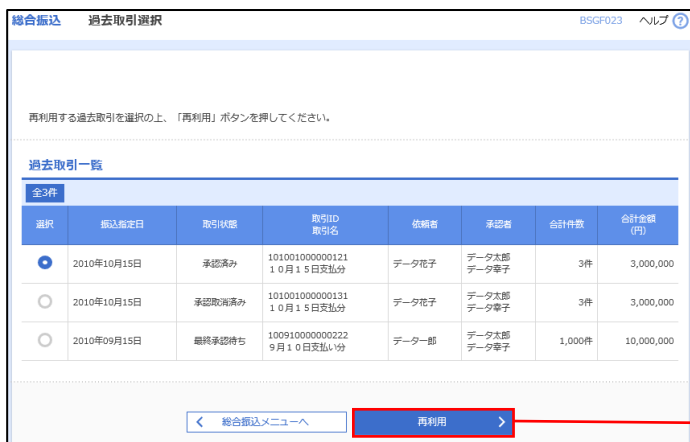 総合振込 過去取引選択 BSGF023 ヘルプ ?
再利用する過去取引を選択の上、「再利用」ボタンを押してください。
過去取引一覧
全3件
選択 振込指定日 取引状態 取引ID 取引名 依頼者 承認者 合計件数 合計金額 (円)
2010年10月15日 承認済み 101001000000121 データ花子 データ太郎 3件 3,000,000
10月15日支払分 データ幸子
2010年10月15日 承認取消済み 101001000000131 データ花子 データ太郎 3件 3,000,000
10月15日支払分 データ幸子
2010年09月15日 最終承認待ち 100910000000222 データ一郎 データ太郎 1,000件 10,000,000
9月10日支払い分 データ幸子
総合振込メニューへ 再利用